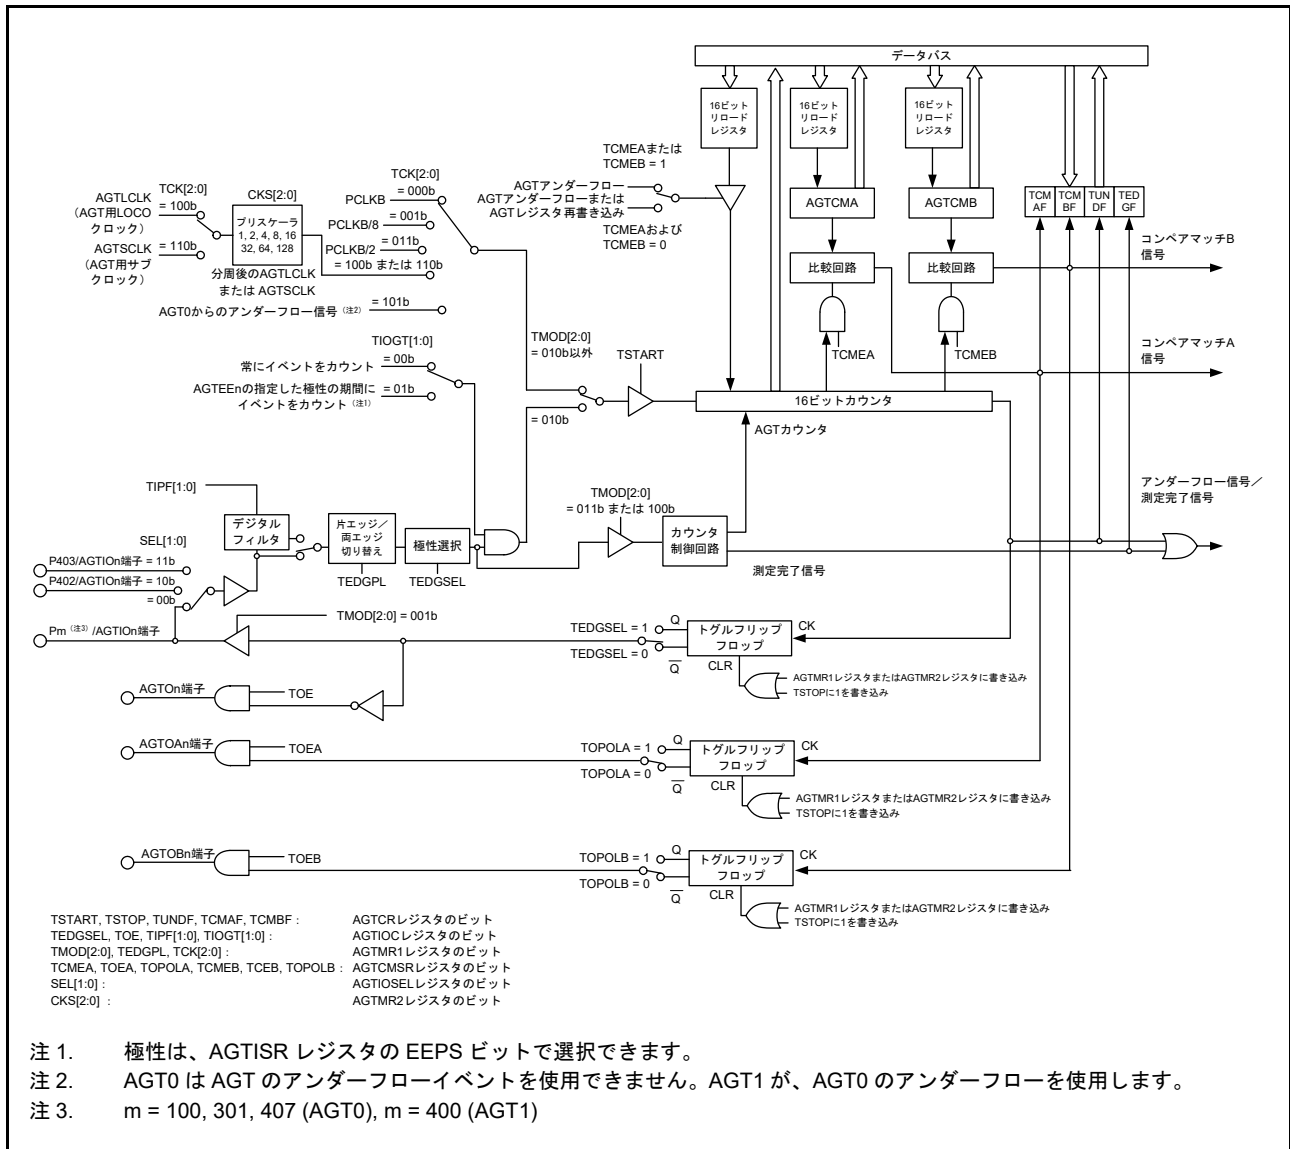 データバス
16ビット
リロード
レジスタ
16ビット
リロード
レジスタ
16ビット
リロード
レジスタ
TCMEAまたは
TCMEB = 1
AGTアンダーフロー
AGTアンダーフローまたは
AGTレジスタ再書き込み
TCMEAおよび
TCMEB = 0
AGTCMA
AGTCMB
TCM
AF
TCM
BF
TUN
DF
TED
GF
比較回路
比較回路
TCMEA
TCMEB
コンペアマッチB
信号
コンペアマッチA
信号
AGTLCLK
(AGT用LOCO
クロック)
TCK[2:0]
= 100b
AGTSCLK
(AGT用サブ
クロック)
= 110b
CKS[2:0]
プリスケーラ
1, 2, 4, 8, 16
32, 64, 128
分周後のAGTLCLK
または AGTSCLK
TCK[2:0]
PCLKB
= 000b
PCLKB/8
= 001b
PCLKB/2
= 011b
= 100b または 110b
AGT0からのアンダーフロー信号 (注2)
= 101b
TIOGT[1:0]
常にイベントをカウント
= 00b
AGTEEnの指定した極性の期間に
イベントをカウント (注1)
= 01b
TMOD[2:0]
= 010b以外
= 010b
TSTART
16ビットカウンタ
AGTカウンタ
TIPF[1:0]
デジタル
フィルタ
片エッジ/
両エッジ
切り替え
TEDGPL
極性選択
TEDGSEL
TMOD[2:0]
= 011b または 100b
カウンタ
制御回路
測定完了信号
アンダーフロー信号/
測定完了信号
SEL[1:0]
P403/AGTIOn端子 = 11b
P402/AGTIOn端子 = 10b
= 00b
Pm (注3) /AGTIOn端子
TMOD[2:0] = 001b
TEDGSEL = 1
TEDGSEL = 0
Q
Q
トグルフリップ
フロップ
CK
CLR
AGTMR1レジスタまたはAGTMR2レジスタに書き込み
TSTOPに1を書き込み
AGTOn端子
TOE
AGTOAn端子
TOEA
TOPOLA = 1
TOPOLA = 0
Q
Q
トグルフリップ
フロップ
CK
CLR
AGTMR1レジスタまたはAGTMR2レジスタに書き込み
TSTOPに1を書き込み
AGTOBn端子
TOEB
TOPOLB = 1
TOPOLB = 0
Q
Q
トグルフリップ
フロップ
CK
CLR
AGTMR1レジスタまたはAGTMR2レジスタに書き込み
TSTOPに1を書き込み
TSTART, TSTOP, TUNDF, TCMAF, TCMBF : AGTCRレジスタのビット
TEDGSEL, TOE, TIPF[1:0], TIOGT[1:0] : AGTIOCレジスタのビット
TMOD[2:0], TEDGPL, TCK[2:0] : AGTMR1レジスタのビット
TCMEA, TOEA, TOPOLA, TCMEB, TCEB, TOPOLB : AGTCMSRレジスタのビット
SEL[1:0] : AGTIOSELレジスタのビット
CKS[2:0] : AGTMR2レジスタのビット
注 1. 極性は、AGTISR レジスタの EEPS ビットで選択できます。
注 2. AGT0 は AGT のアンダーフローイベントを使用できません。AGT1 が、AGT0 のアンダーフローを使用します。
注 3. m = 100, 301, 407 (AGT0), m = 400 (AGT1)